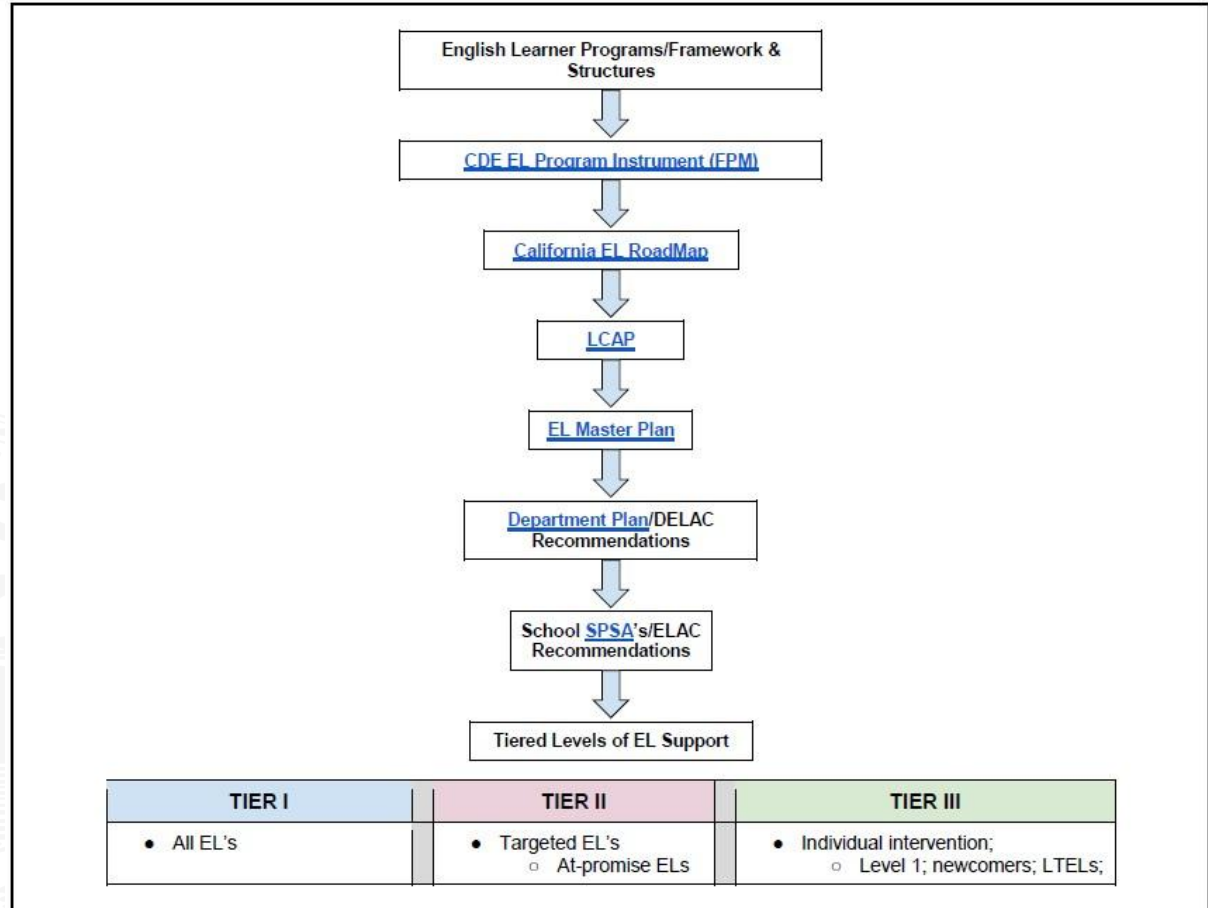 English Learner Programs/Framework &
Structures
CDE EL Program Instrument (FPM)
California EL RoadMap
LCAP
EL Master Plan
Department Plan/DELAC
Recommendations
School SPSA's/ELAC
Recommendations
Tiered Levels of EL Support
TIER I
TIER II
TIER III
● All EL's
● Targeted EL's
○ At-promise ELs
● Individual intervention;
○ Level 1; newcomers; LTELs;